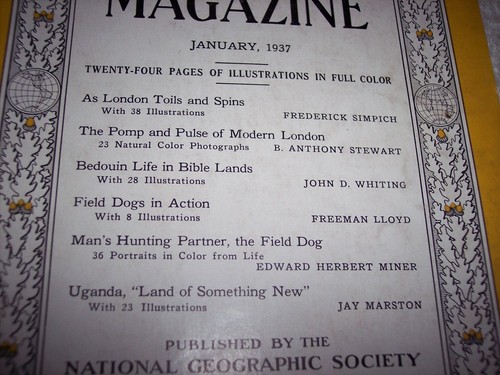 MAGAZINE
JANUARY, 1937
TWENTY-FOUR PAGES OF ILLUSTRATIONS IN FULL COLOR
As London Toils and Spins
With 38 Illustrations FREDERICK SIMPICH
The Pomp and Pulse of Modern London
23 Natural Color Photographs B. ANTHONY STEWART
Bedouin Life in Bible Lands
With 28 Illustrations JOHN D. WHITING
Field Dogs in Action
With 8 Illustrations FREEMAN LLOYD
Man's Hunting Partner, the Field Dog
36 Portraits in Color from Life
EDWARD HERBERT MINER
Uganda, "Land of Something New"
With 23 Illustrations JAY MARSTON
PUBLISHED BY THE
NATIONAL GEOGRAPHIC SOCIETY